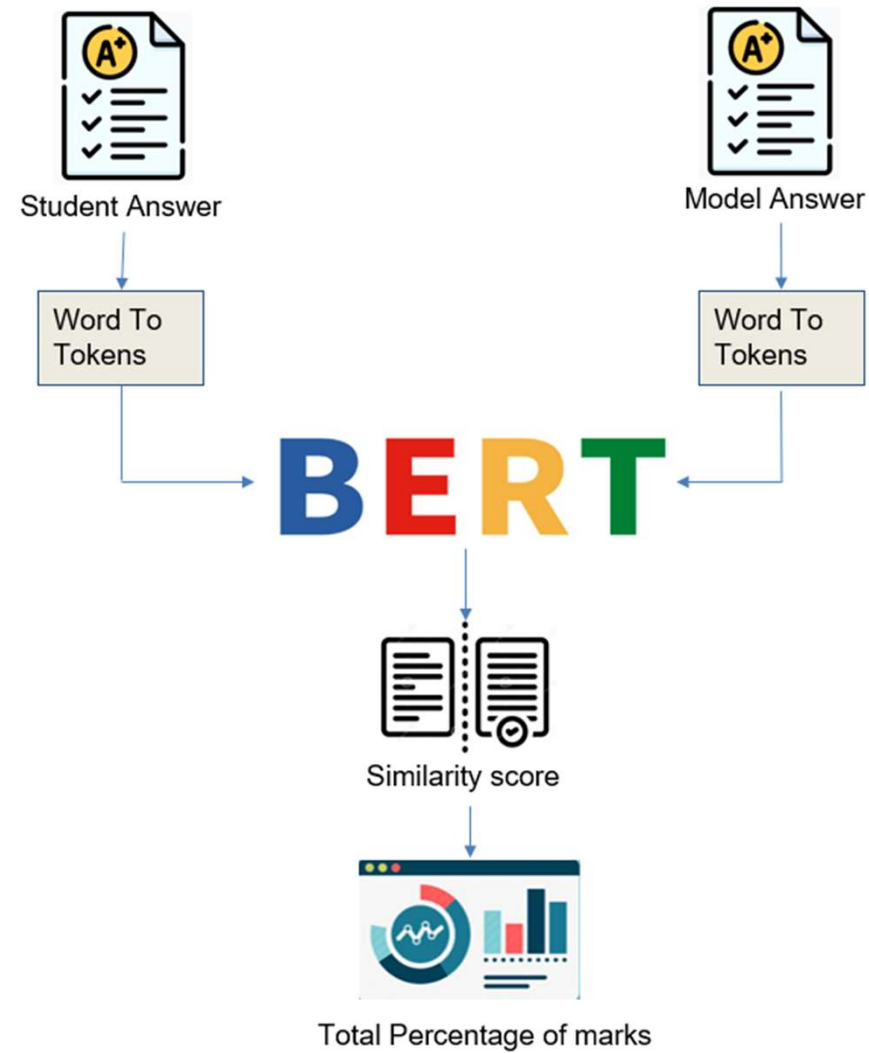 A+
Student Answer
A+
Model Answer
Word To
Tokens
Word To
Tokens
BERT
Similarity score
Total Percentage of marks